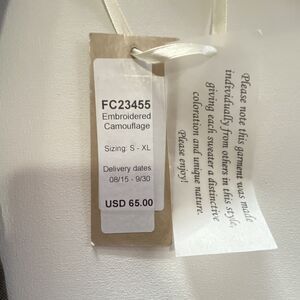 FC23455
Embroidered
Camouflage
Sizing: S - XL
Delivery dates
08/15 - 9/30
USD 65.00
Please note this garment was made
individually from others in this style,
giving each sweater a distinctive
coloration and unique nature.
Please enjoy!